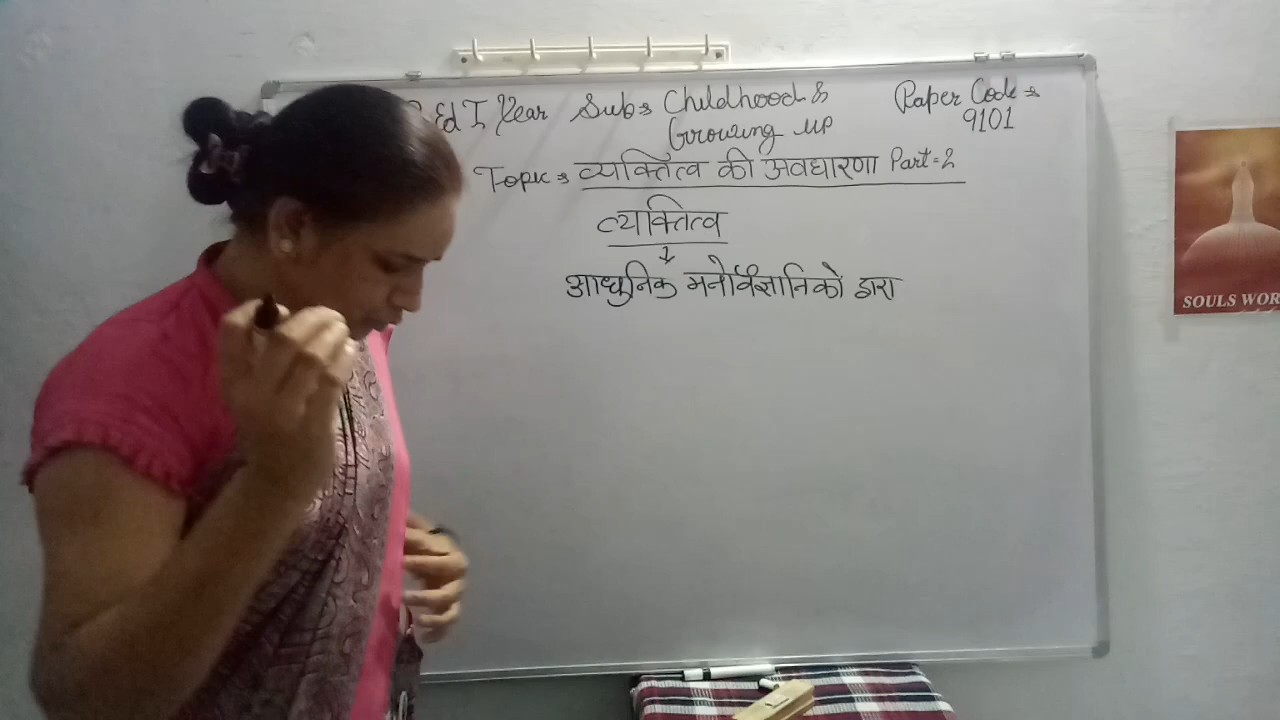 Ed I Year Sub= Childhood & Paper Code =
Growing up 9101
Topic = व्यक्तित्व की अवधारणा Part=2
व्यक्तित्व
आधुनिक मनोवैज्ञानिकों द्वारा
SOULS WOR